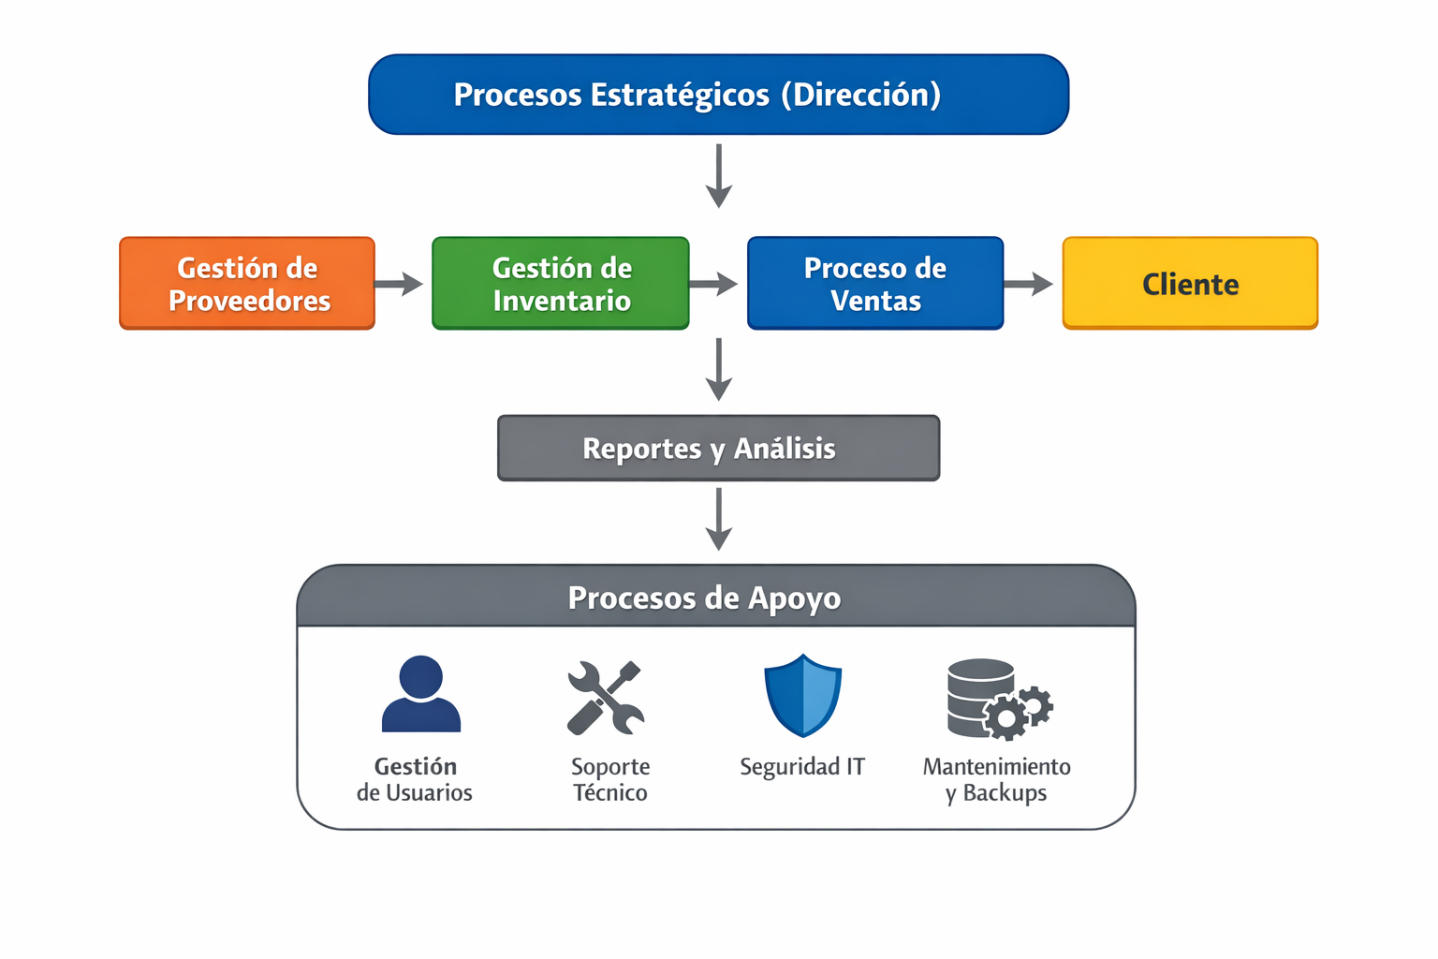 Procesos Estratégicos (Dirección)
Gestión de
Proveedores
Gestión de
Inventario
Proceso de
Ventas
Cliente
Reportes y Análisis
Procesos de Apoyo
Gestión
de Usuarios
Soporte
Técnico
Seguridad IT
Mantenimiento
y Backups